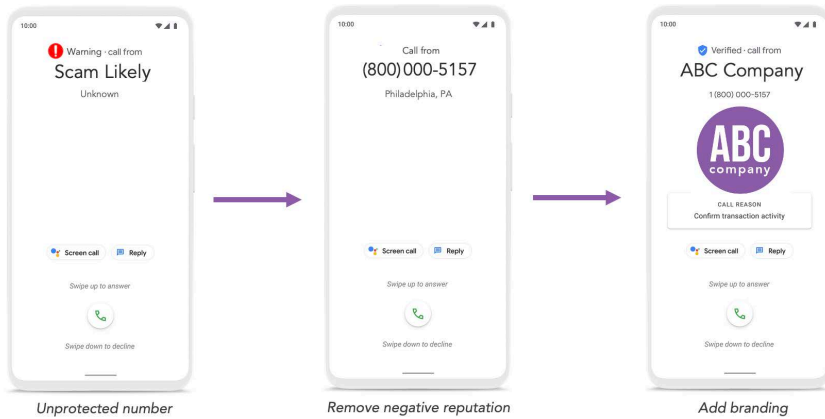 10:00
Warning · call from
Scam Likely
Unknown
Screen call
Reply
Swipe up to answer
Swipe down to decline
Unprotected number
10:00
Call from
(800) 000-5157
Philadelphia, PA
Screen call
Reply
Swipe up to answer
Swipe down to decline
Remove negative reputation
10:00
Verified · call from
ABC Company
1 (800) 000-5157
ABC
company
CALL REASON
Confirm transaction activity
Screen call
Reply
Swipe up to answer
Swipe down to decline
Add branding